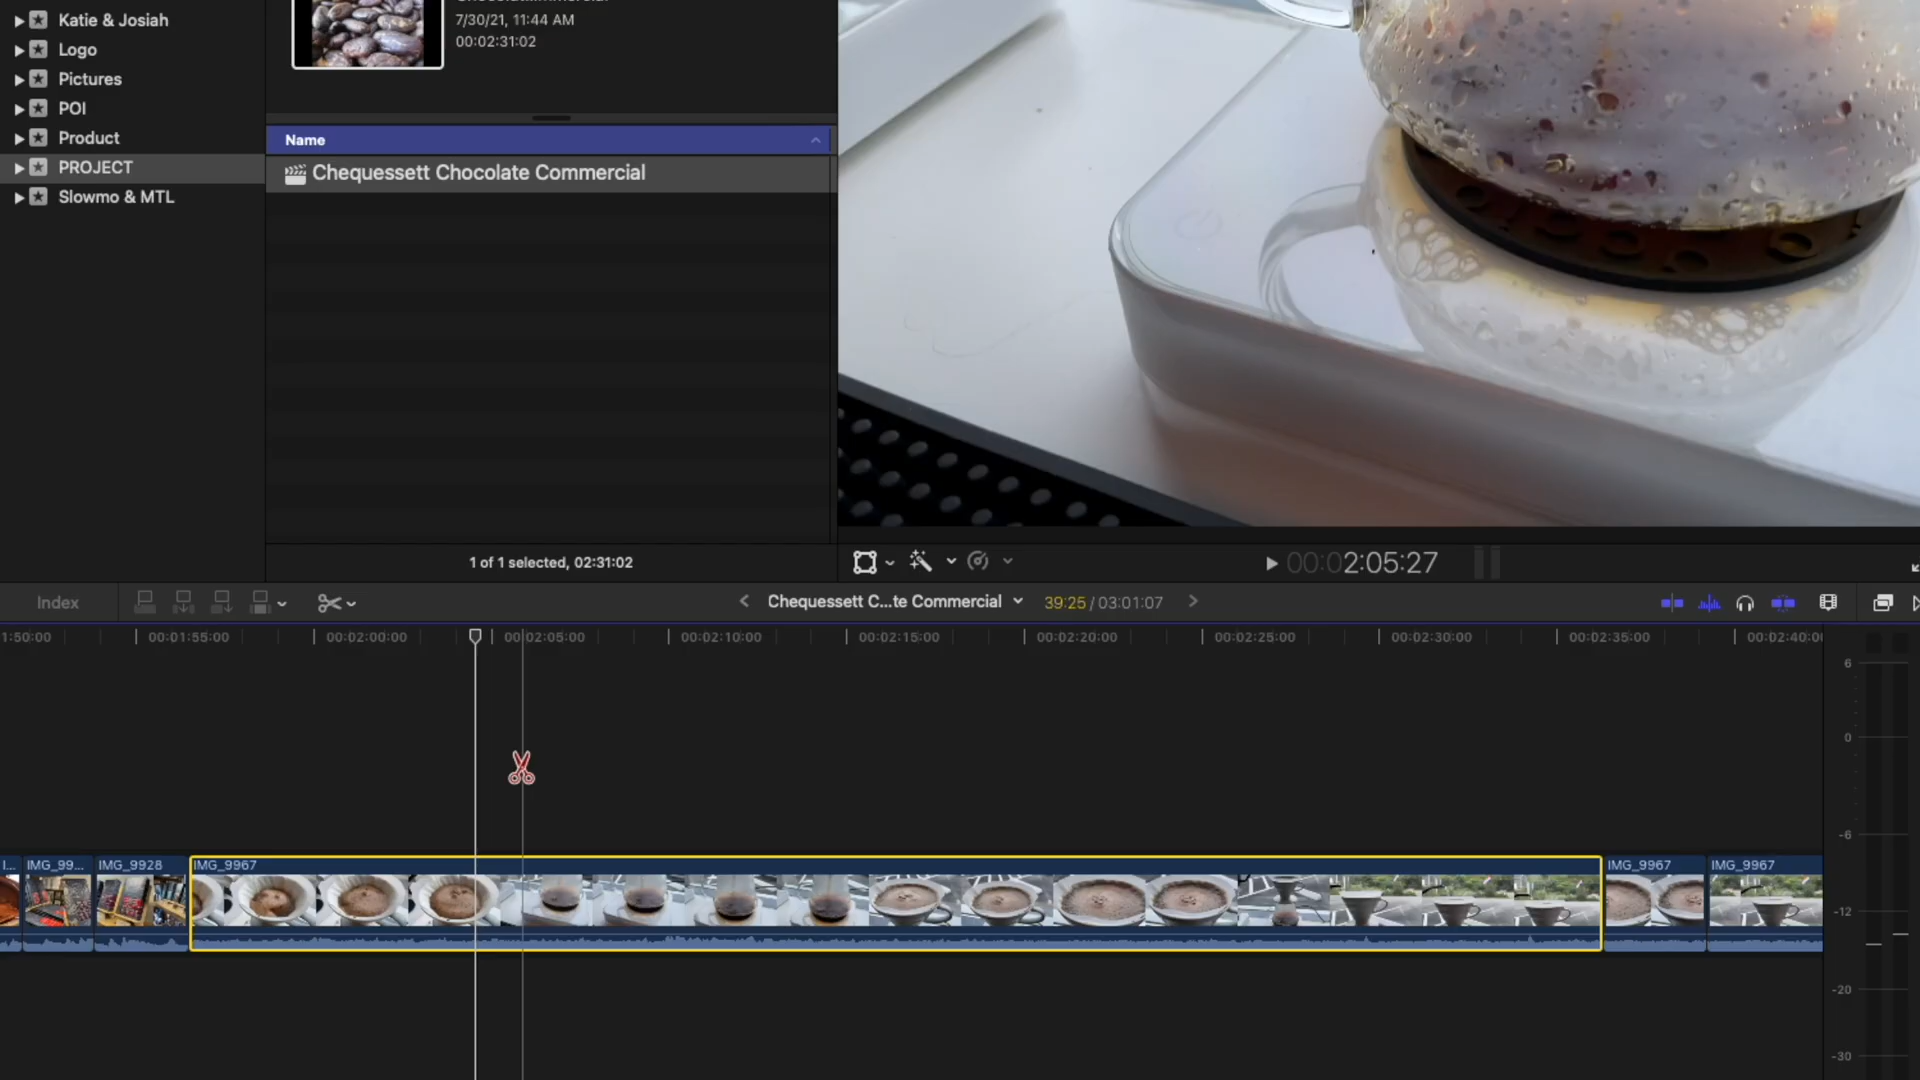 Katie & Josiah
Logo
Pictures
POI
Product
PROJECT
Slowmo & MTL
7/30/21, 11:44 AM
00:02:31:02
Name
Chequessett Chocolate Commercial
1 of 1 selected, 02:31:02
00:02:05:27
Index
Chequessett C...te Commercial
39:25 / 03:01:07
1:50:00
00:01:55:00
00:02:00:00
00:02:05:00
00:02:10:00
00:02:15:00
00:02:20:00
00:02:25:00
00:02:30:00
00:02:35:00
00:02:40:00
6
0
-6
-12
-20
-30
I...
IMG_99...
IMG_9928
IMG_9967
IMG_9967
IMG_9967